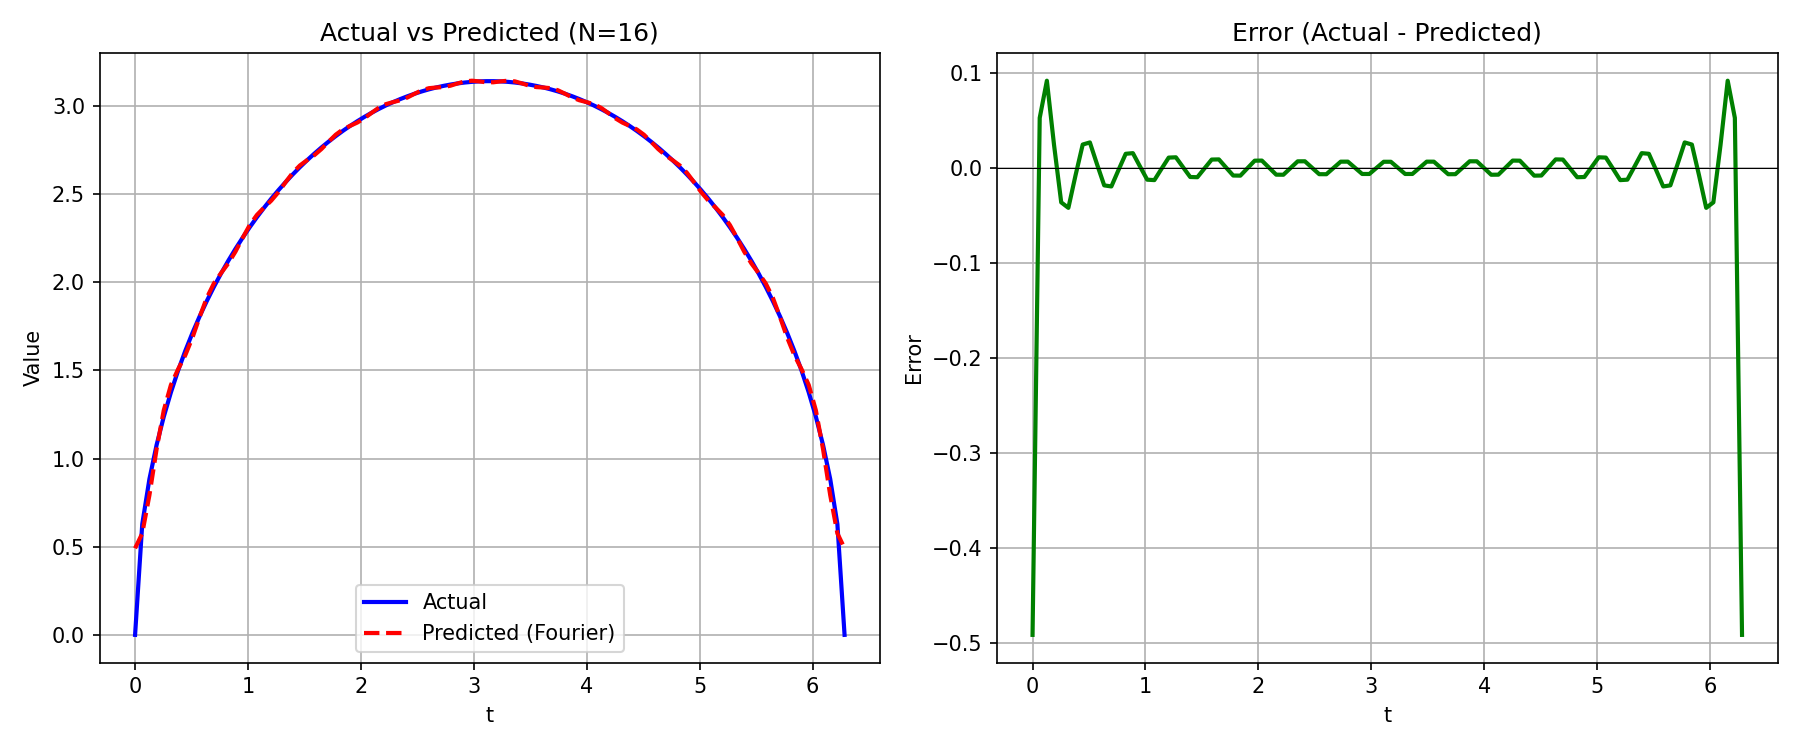 Actual vs Predicted (N=16)
Value
3.0
2.5
2.0
1.5
1.0
0.5
0.0
Actual
Predicted (Fourier)
0 1 2 3 4 5 6
t
Error (Actual - Predicted)
Error
0.1
0.0
−0.1
−0.2
−0.3
−0.4
−0.5
0 1 2 3 4 5 6
t